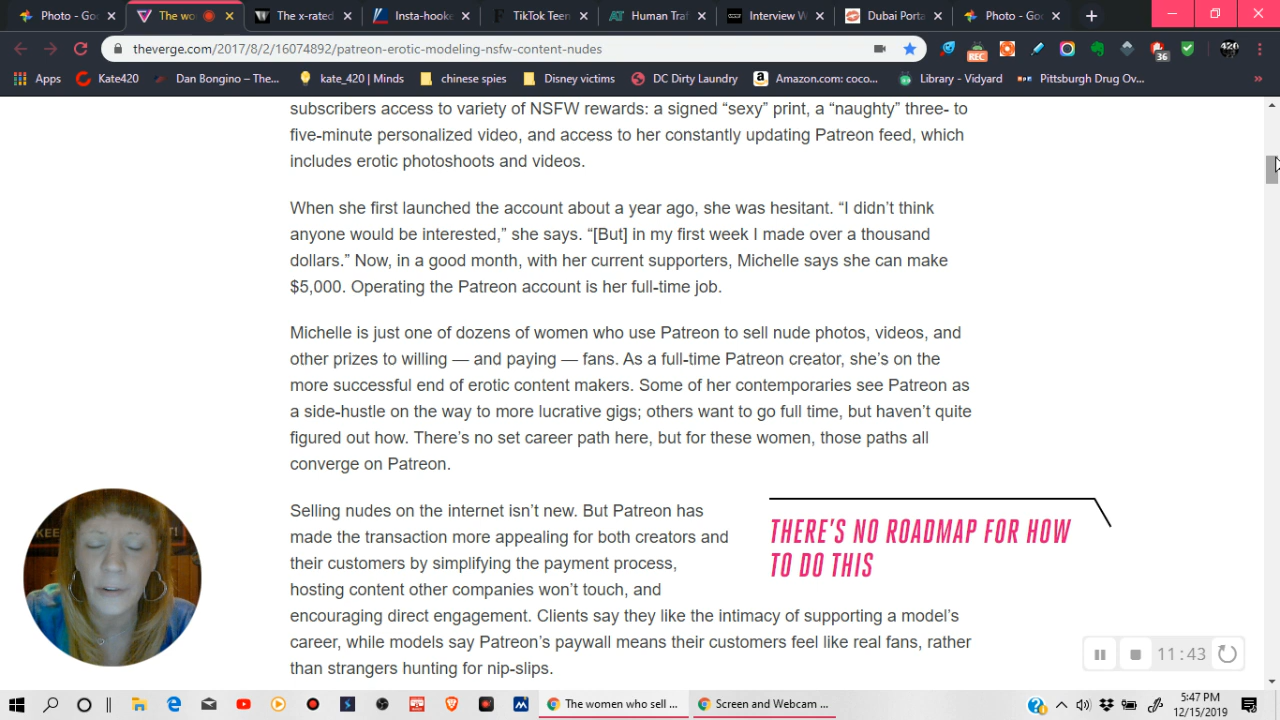 Photo - Goo
The wo
The x-rated
Insta-hooke
TikTok Teen
Human Traf
Interview W
Dubai Porta
Photo - Goo
theverge.com/2017/8/2/16074892/patreon-erotic-modeling-nsfw-content-nudes
REC
36
420
Apps
Kate420
Dan Bongino – The...
kate_420 | Minds
chinese spies
Disney victims
DC Dirty Laundry
Amazon.com: coco...
Library - Vidyard
Pittsburgh Drug Ov...
subscribers access to variety of NSFW rewards: a signed “sexy” print, a “naughty” three- to
five-minute personalized video, and access to her constantly updating Patreon feed, which
includes erotic photoshoots and videos.
When she first launched the account about a year ago, she was hesitant. “I didn’t think
anyone would be interested,” she says. “[But] in my first week I made over a thousand
dollars.” Now, in a good month, with her current supporters, Michelle says she can make
$5,000. Operating the Patreon account is her full-time job.
Michelle is just one of dozens of women who use Patreon to sell nude photos, videos, and
other prizes to willing — and paying — fans. As a full-time Patreon creator, she’s on the
more successful end of erotic content makers. Some of her contemporaries see Patreon as
a side-hustle on the way to more lucrative gigs; others want to go full time, but haven’t quite
figured out how. There’s no set career path here, but for these women, those paths all
converge on Patreon.
Selling nudes on the internet isn’t new. But Patreon has
made the transaction more appealing for both creators and
their customers by simplifying the payment process,
hosting content other companies won’t touch, and
encouraging direct engagement. Clients say they like the intimacy of supporting a model’s
career, while models say Patreon’s paywall means their customers feel like real fans, rather
than strangers hunting for nip-slips.
THERE’S NO ROADMAP FOR HOW
TO DO THIS
11:43
The women who sell ...
Screen and Webcam ...
5:47 PM
12/15/2019